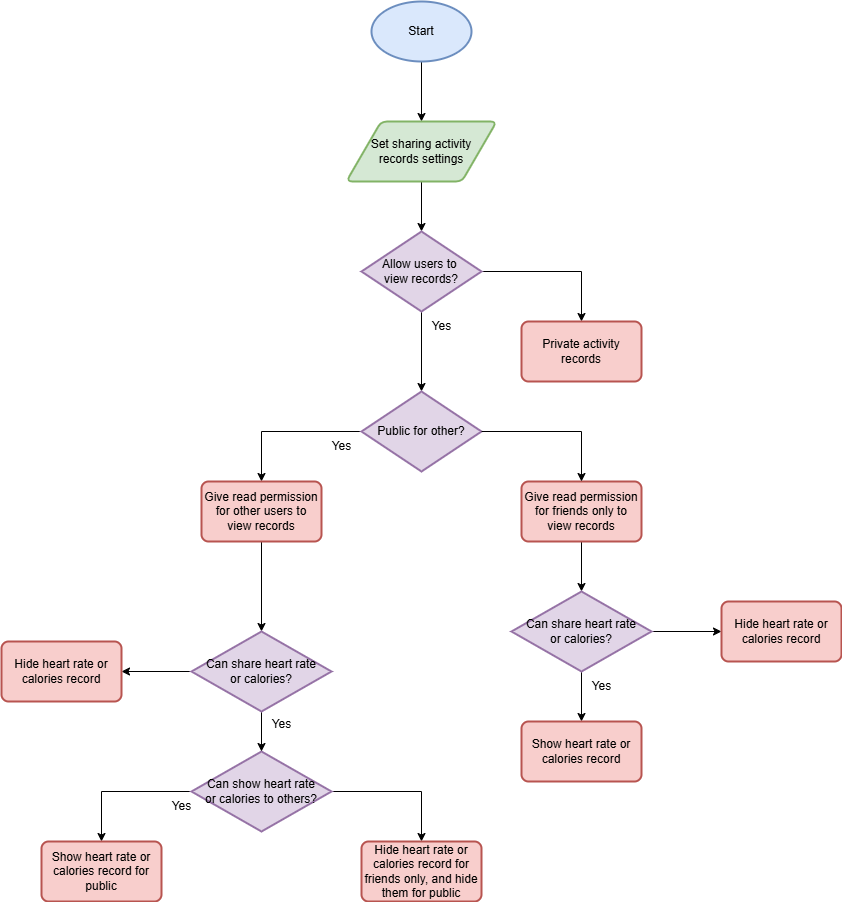 Start
Set sharing activity
records settings
Allow users to
view records?
Yes
Private activity
records
Public for other?
Yes
Give read permission
for other users to
view records
Give read permission
for friends only to
view records
Can share heart rate
or calories?
Hide heart rate or
calories record
Hide heart rate or
calories record
Can share heart rate
or calories?
Yes
Yes
Show heart rate or
calories record
Can show heart rate
or calories to others?
Yes
Show heart rate or
calories record for
public
Hide heart rate or
calories record for
friends only, and hide
them for public